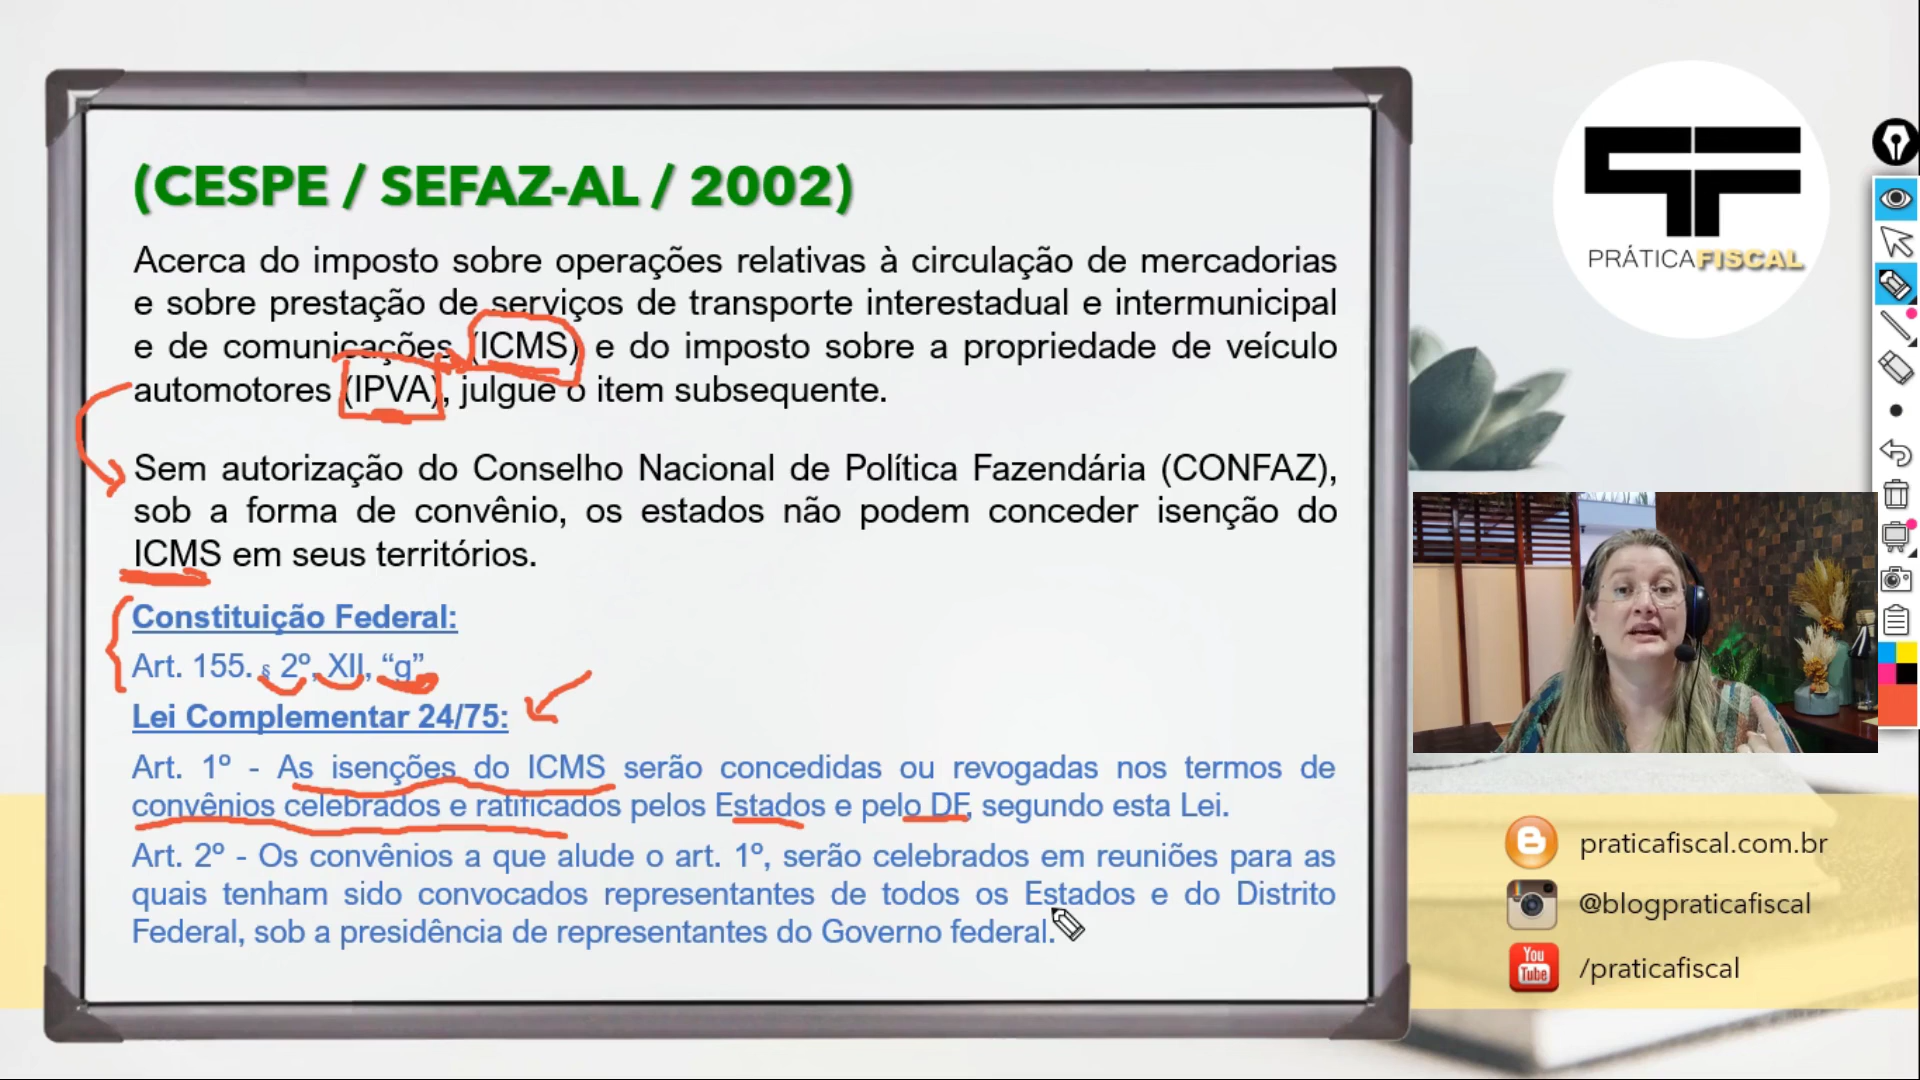 (CESPE / SEFAZ-AL / 2002)
Acerca do imposto sobre operações relativas à circulação de mercadorias
e sobre prestação de serviços de transporte interestadual e intermunicipal
e de comunicações (ICMS) e do imposto sobre a propriedade de veículo
automotores (IPVA), julgue o item subsequente.
Sem autorização do Conselho Nacional de Política Fazendária (CONFAZ),
sob a forma de convênio, os estados não podem conceder isenção do
ICMS em seus territórios.
Constituição Federal:
Art. 155. § 2º, XII, “g”
Lei Complementar 24/75:
Art. 1º - As isenções do ICMS serão concedidas ou revogadas nos termos de
convênios celebrados e ratificados pelos Estados e pelo DF, segundo esta Lei.
Art. 2º - Os convênios a que alude o art. 1º, serão celebrados em reuniões para as
quais tenham sido convocados representantes de todos os Estados e do Distrito
Federal, sob a presidência de representantes do Governo federal.
PRÁTICAFISCAL
praticafiscal.com.br
@blogpraticafiscal
You
Tube
/praticafiscal